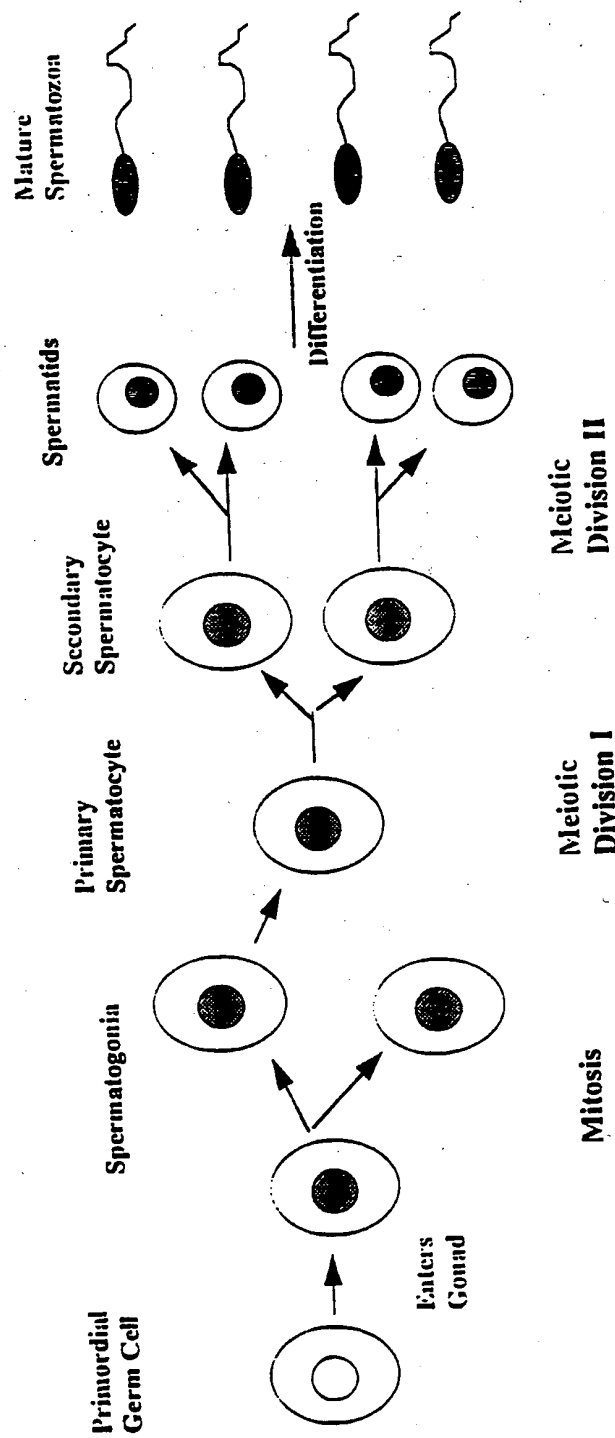 Primordial
Germ Cell
Enters
Gonad
Spermatogonia
Mitosis
Primary
Spermatocyte
Meiotic
Division I
Secondary
Spermatocyte
Meiotic
Division II
Spermatids
Differentiation
Mature
Spermatozoa